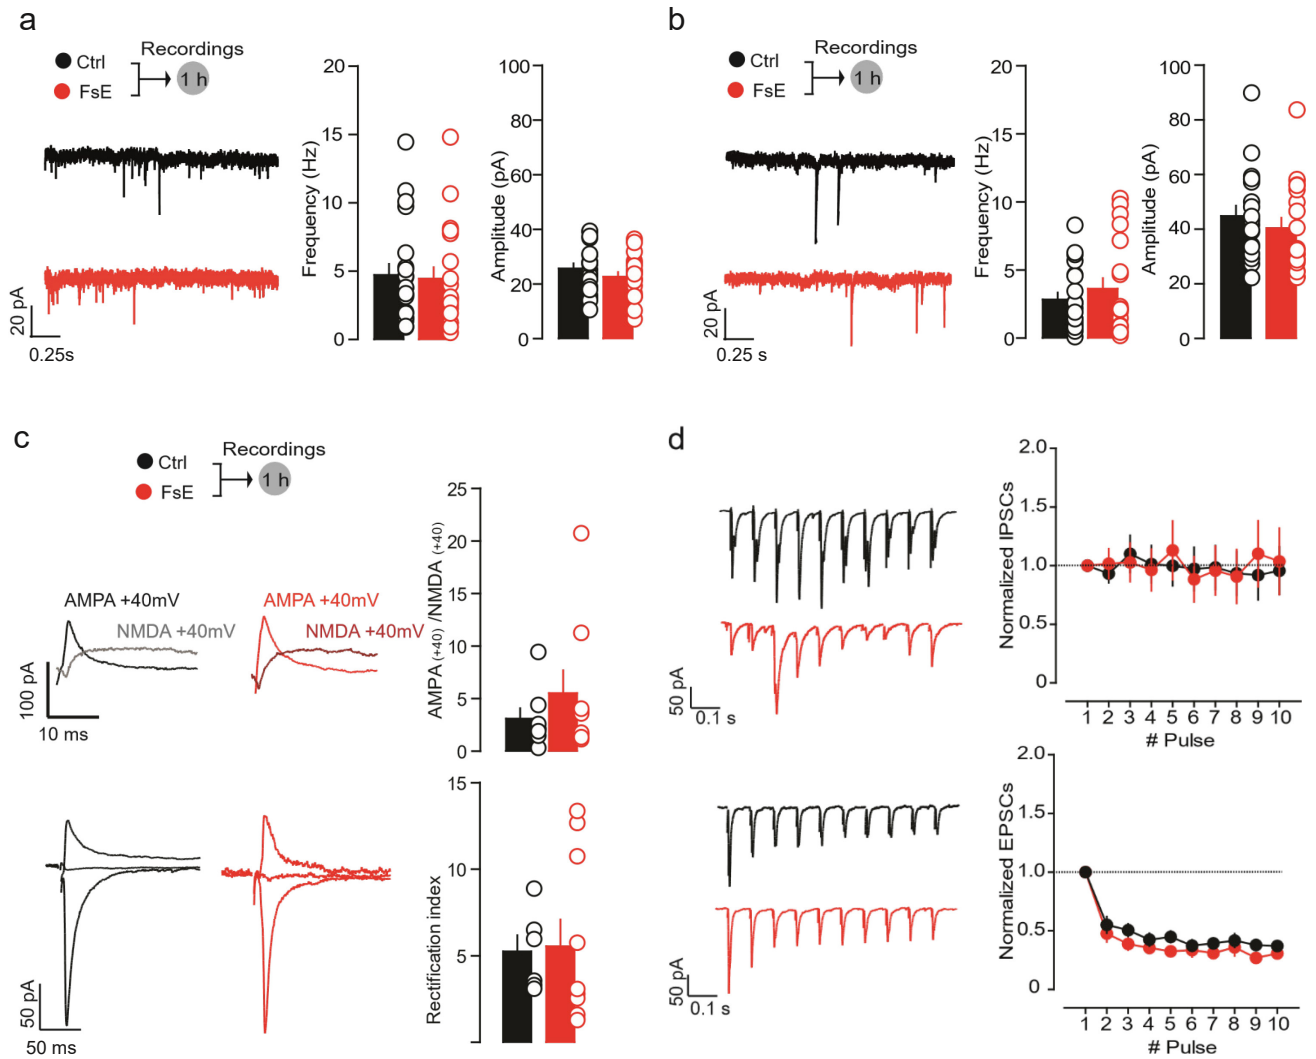 a
Ctrl
FsE
Recordings
1 h
20 pA
0.25s
Frequency (Hz)
20
15
10
5
0
Amplitude (pA)
100
80
60
40
20
0
b
Ctrl
FsE
Recordings
1 h
20 pA
0.25 s
Frequency (Hz)
20
15
10
5
0
Amplitude (pA)
100
80
60
40
20
0
c
Ctrl
FsE
Recordings
1 h
AMPA +40mV
NMDA +40mV
AMPA +40mV
NMDA +40mV
100 pA
10 ms
AMPA (+40) /NMDA (+40)
25
20
15
10
5
0
50 pA
50 ms
Rectification index
15
10
5
d
50 pA
0.1 s
Normalized IPSCs
2.0
1.5
1.0
0.5
0
1 2 3 4 5 6 7 8 9 10
# Pulse
50 pA
0.1 s
Normalized EPSCs
2.0
1.5
1.0
0.5
0
1 2 3 4 5 6 7 8 9 10
# Pulse